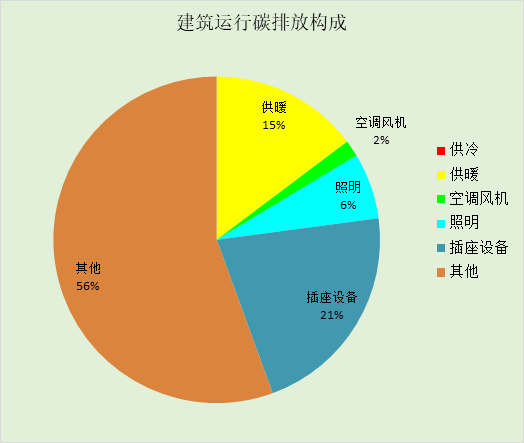 建筑运行碳排放构成
供暖
15%
空调风机
2%
照明
6%
插座设备
21%
其他
56%
供冷
供暖
空调风机
照明
插座设备
其他